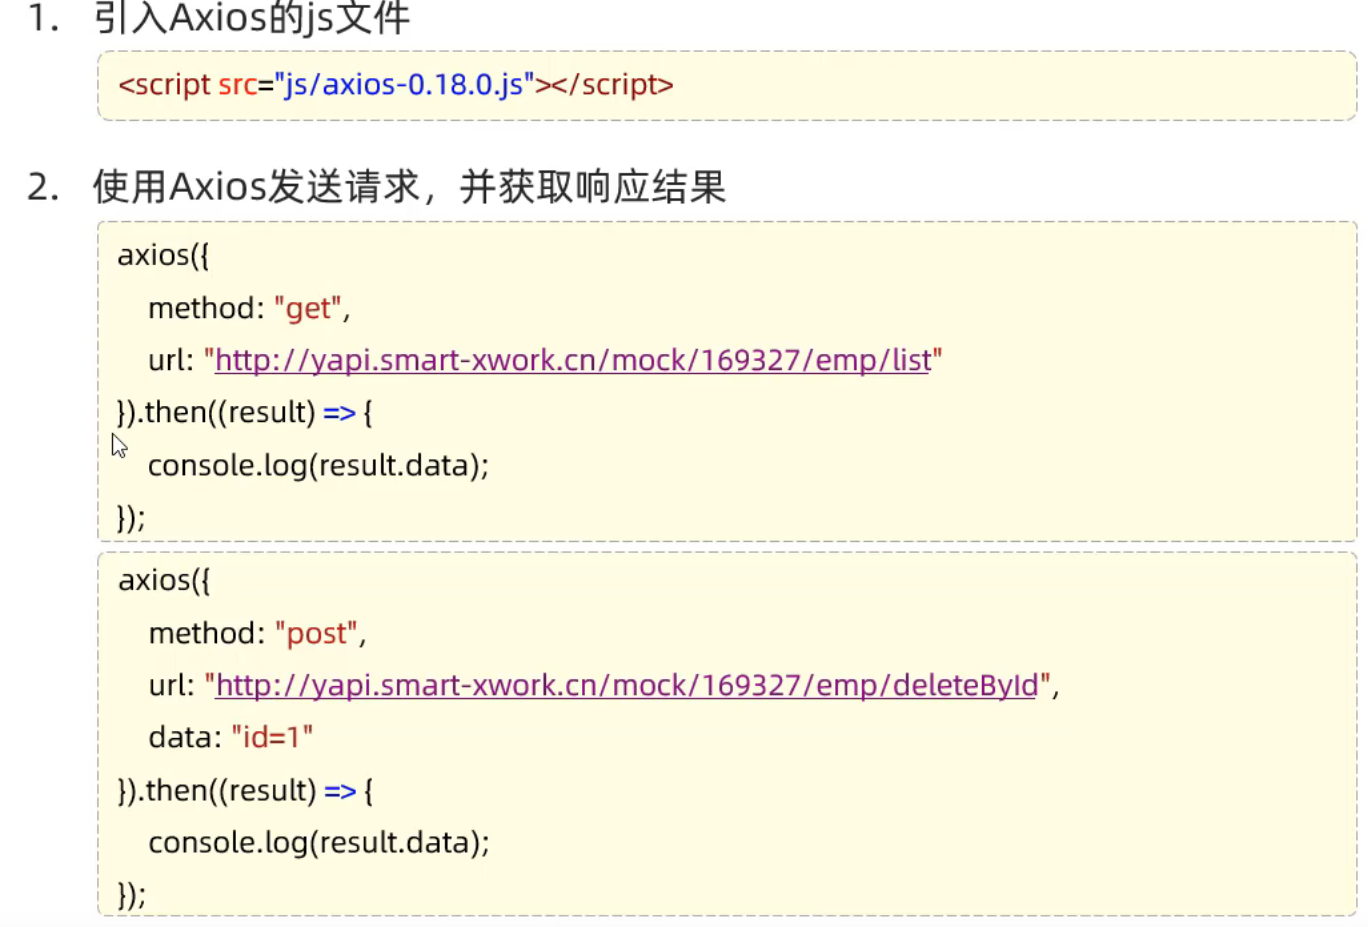 1. 引入Axios的js文件
<script src="js/axios-0.18.0.js"></script>
2. 使用Axios发送请求，并获取响应结果
axios({
method: "get",
url: "http://yapi.smart-xwork.cn/mock/169327/emp/list"
}).then((result) => {
console.log(result.data);
});
axios({
method: "post",
url: "http://yapi.smart-xwork.cn/mock/169327/emp/deleteById",
data: "id=1"
}).then((result) => {
console.log(result.data);
});